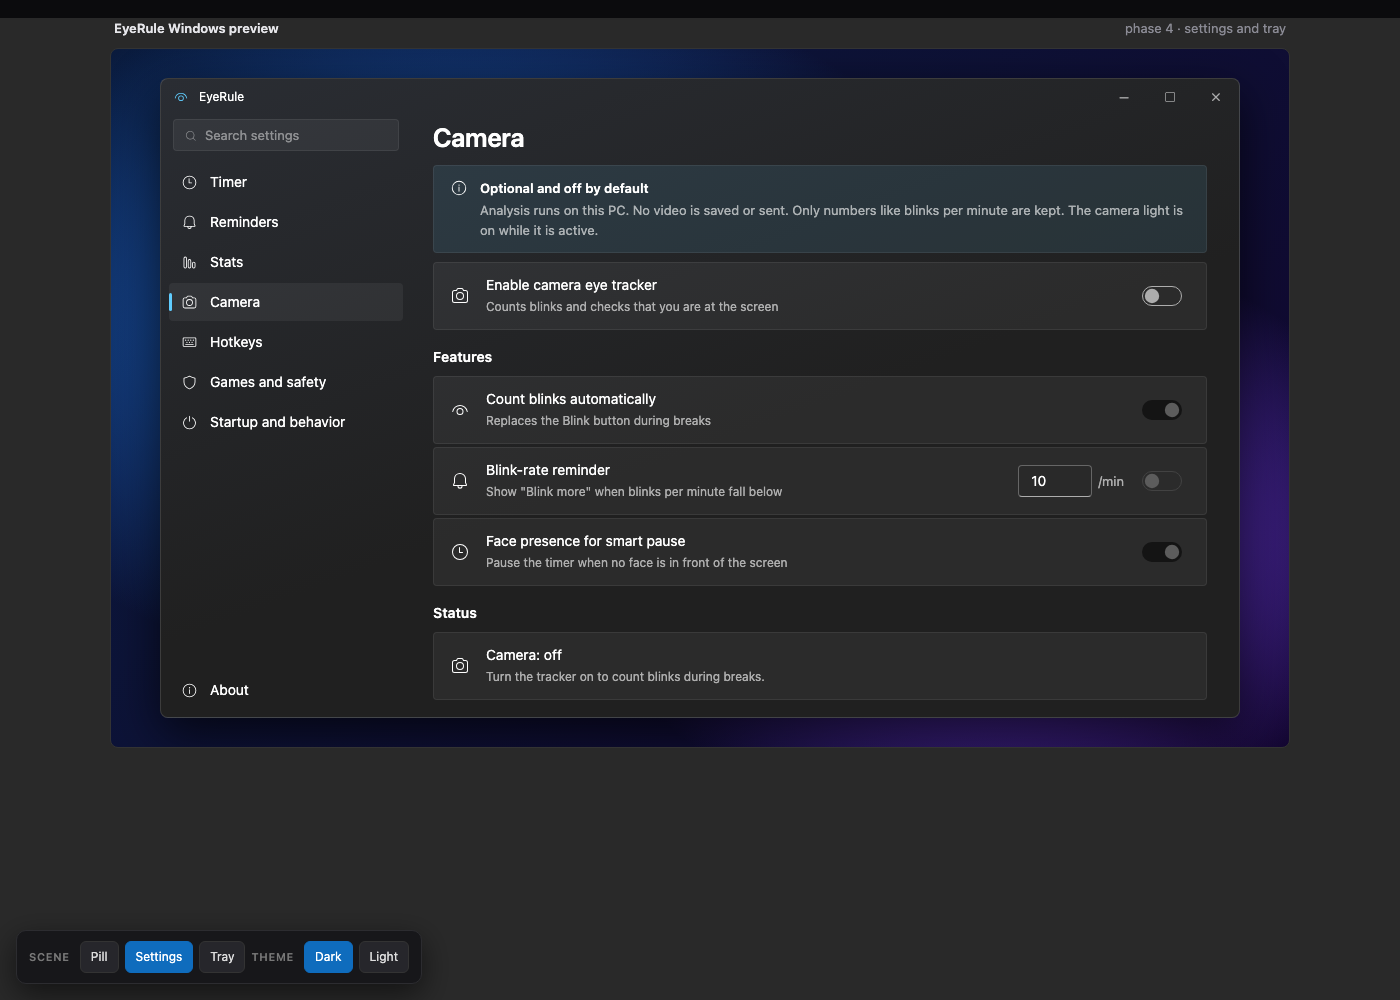 EyeRule Windows preview
phase 4 · settings and tray
EyeRule
Search settings
Timer
Reminders
Stats
Camera
Hotkeys
Games and safety
Startup and behavior
About
Camera
Optional and off by default
Analysis runs on this PC. No video is saved or sent. Only numbers like blinks per minute are kept. The camera light is
on while it is active.
Enable camera eye tracker
Counts blinks and checks that you are at the screen
Features
Count blinks automatically
Replaces the Blink button during breaks
Blink-rate reminder
Show "Blink more" when blinks per minute fall below
10 /min
Face presence for smart pause
Pause the timer when no face is in front of the screen
Status
Camera: off
Turn the tracker on to count blinks during breaks.
SCENE Pill Settings Tray THEME Dark Light